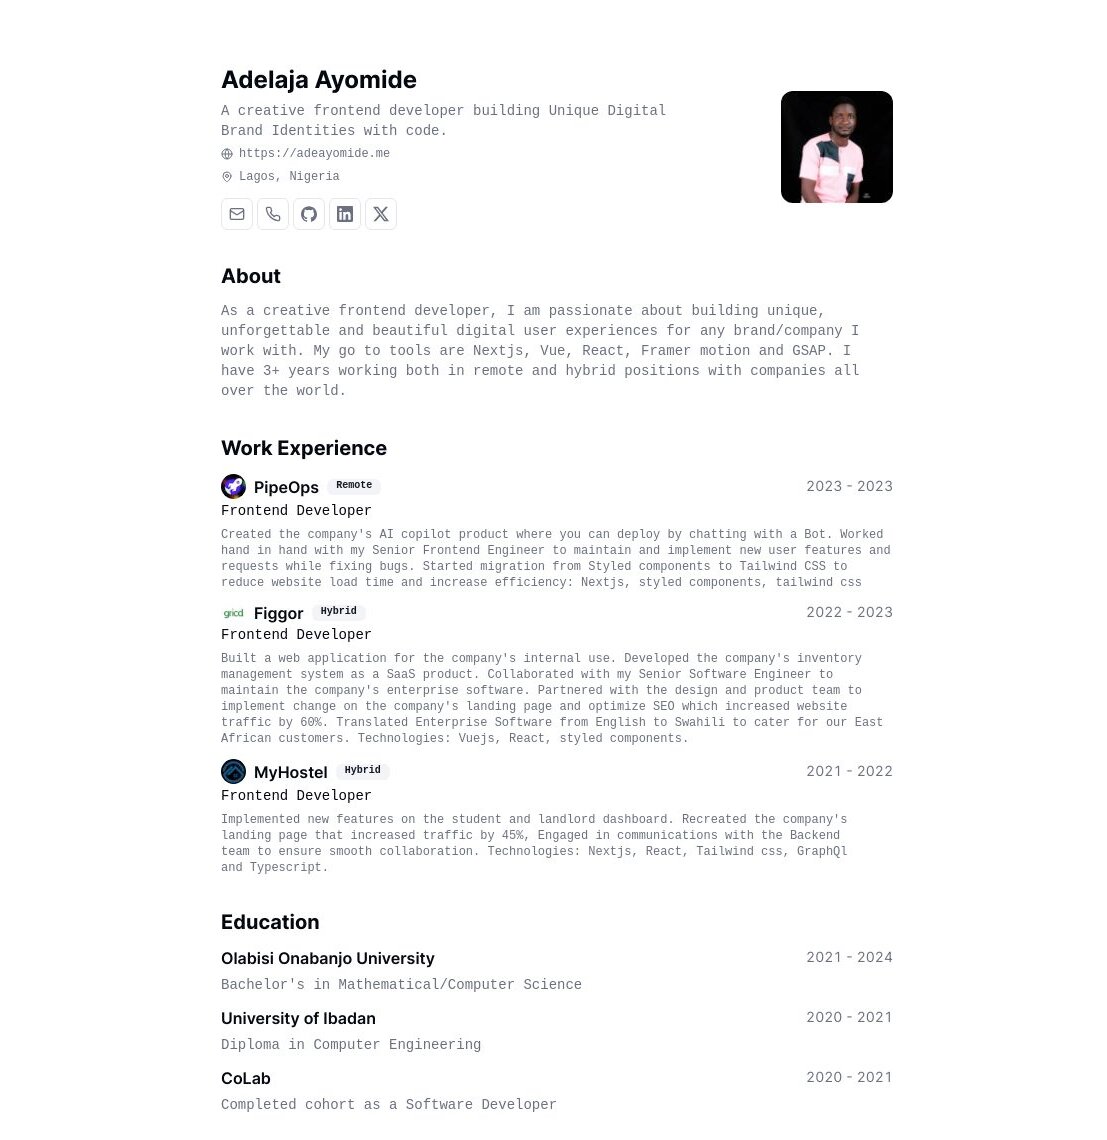 Adelaja Ayomide
A creative frontend developer building Unique Digital
Brand Identities with code.
https://adeayomide.me
Lagos, Nigeria
About
As a creative frontend developer, I am passionate about building unique,
unforgettable and beautiful digital user experiences for any brand/company I
work with. My go to tools are Nextjs, Vue, React, Framer motion and GSAP. I
have 3+ years working both in remote and hybrid positions with companies all
over the world.
Work Experience
PipeOps Remote 2023 - 2023
Frontend Developer
Created the company's AI copilot product where you can deploy by chatting with a Bot. Worked
hand in hand with my Senior Frontend Engineer to maintain and implement new user features and
requests while fixing bugs. Started migration from Styled components to Tailwind CSS to
reduce website load time and increase efficiency: Nextjs, styled components, tailwind css
gricd Figgor Hybrid 2022 - 2023
Frontend Developer
Built a web application for the company's internal use. Developed the company's inventory
management system as a SaaS product. Collaborated with my Senior Software Engineer to
maintain the company's enterprise software. Partnered with the design and product team to
implement change on the company's landing page and optimize SEO which increased website
traffic by 60%. Translated Enterprise Software from English to Swahili to cater for our East
African customers. Technologies: Vuejs, React, styled components.
MyHostel Hybrid 2021 - 2022
Frontend Developer
Implemented new features on the student and landlord dashboard. Recreated the company's
landing page that increased traffic by 45%, Engaged in communications with the Backend
team to ensure smooth collaboration. Technologies: Nextjs, React, Tailwind css, GraphQl
and Typescript.
Education
Olabisi Onabanjo University 2021 - 2024
Bachelor's in Mathematical/Computer Science
University of Ibadan 2020 - 2021
Diploma in Computer Engineering
CoLab 2020 - 2021
Completed cohort as a Software Developer